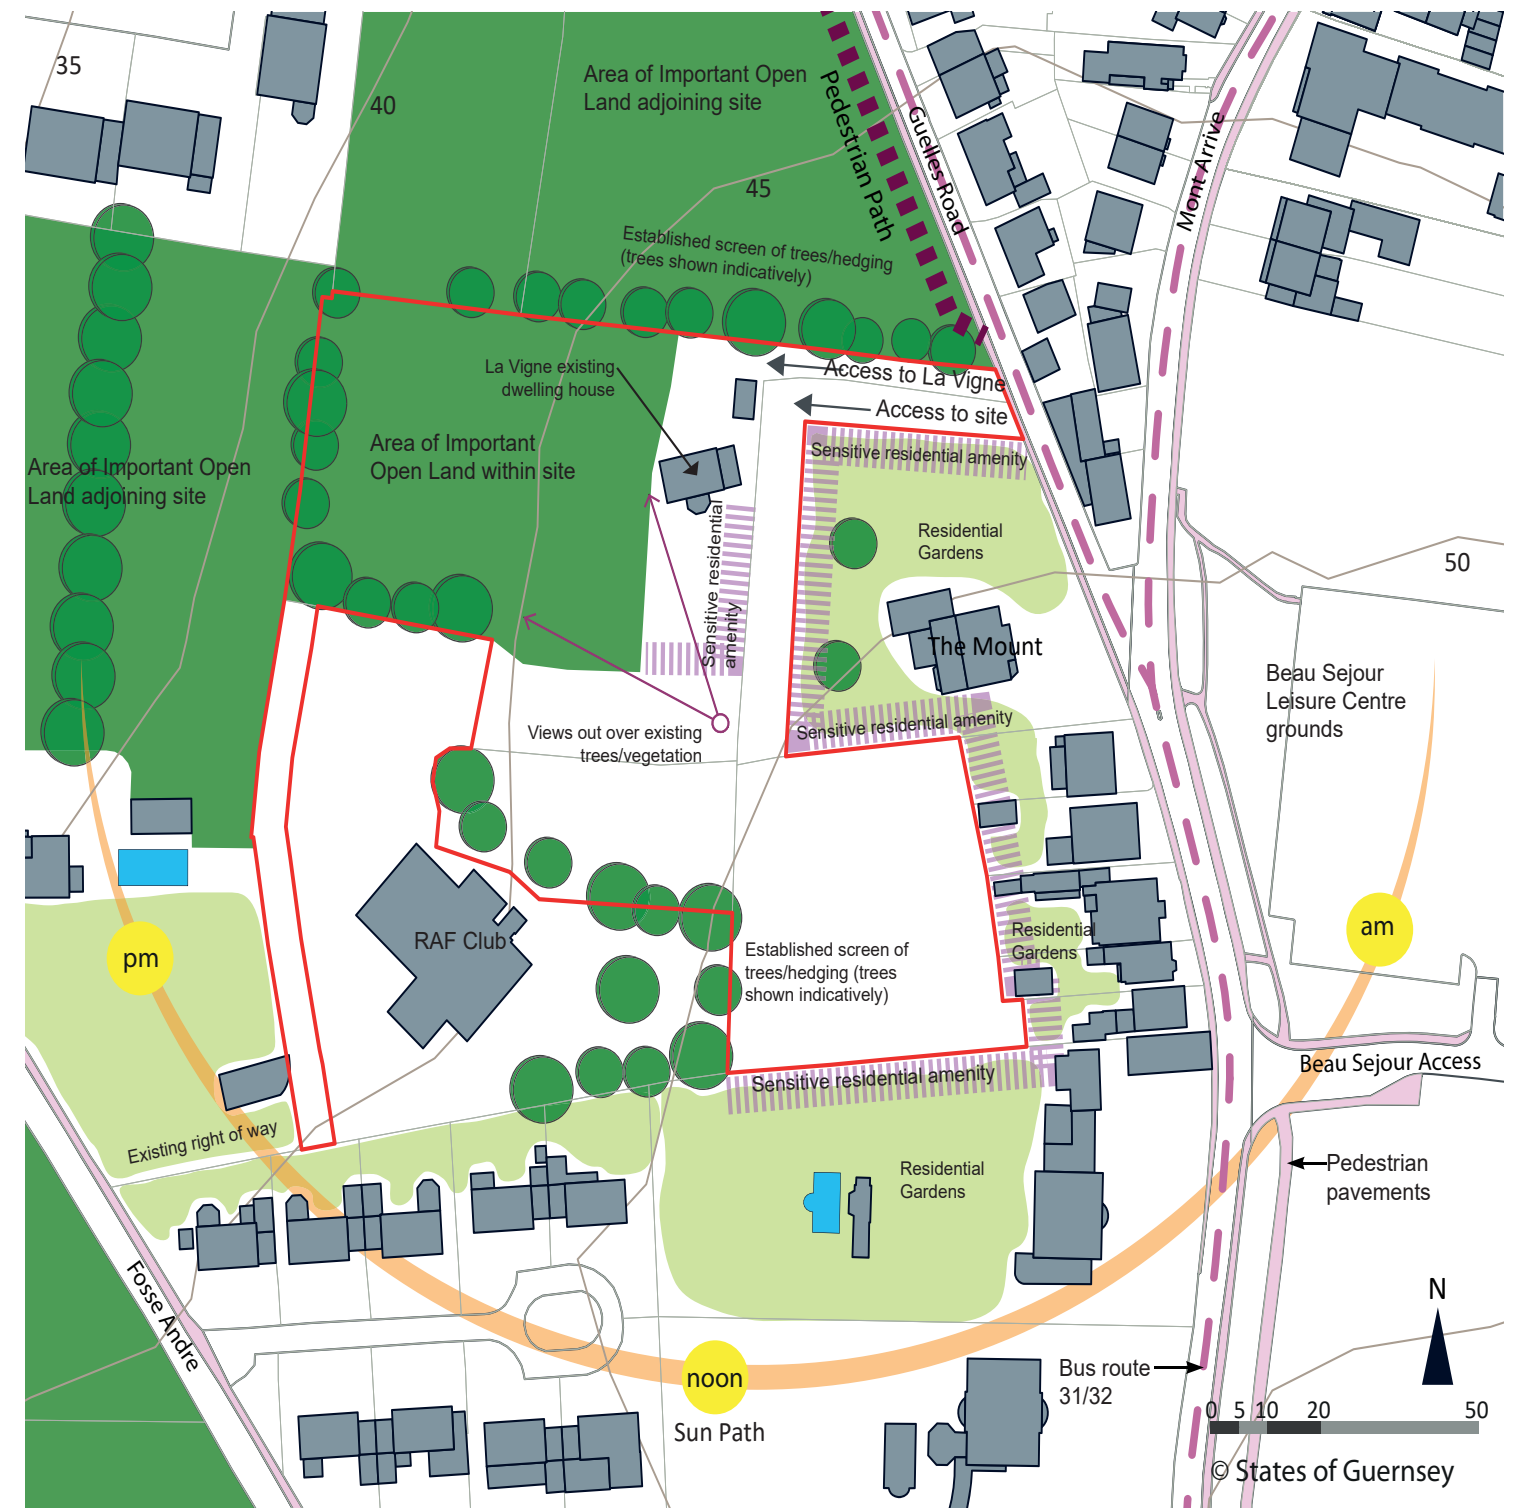 35
40
Area of Important Open
Land adjoining site
45
Pedestrian Path
Guelles Road
Mont Arrive
Established screen of trees/hedging
(trees shown indicatively)
La Vigne existing
dwelling house
Access to La Vigne
Access to site
Sensitive residential amenity
Area of Important
Open Land within site
Area of Important Open
Land adjoining site
Residential
Gardens
50
Sensitive residential
amenity
The Mount
Beau Sejour
Leisure Centre
grounds
Sensitive residential amenity
Views out over existing
trees/vegetation
RAF Club
pm
am
Established screen of
trees/hedging (trees
shown indicatively)
Residential
Gardens
Sensitive residential amenity
Beau Sejour Access
Existing right of way
Residential
Gardens
Pedestrian
pavements
Fosse Andre
N
noon
Sun Path
Bus route
31/32
0 5 10 20 50
© States of Guernsey